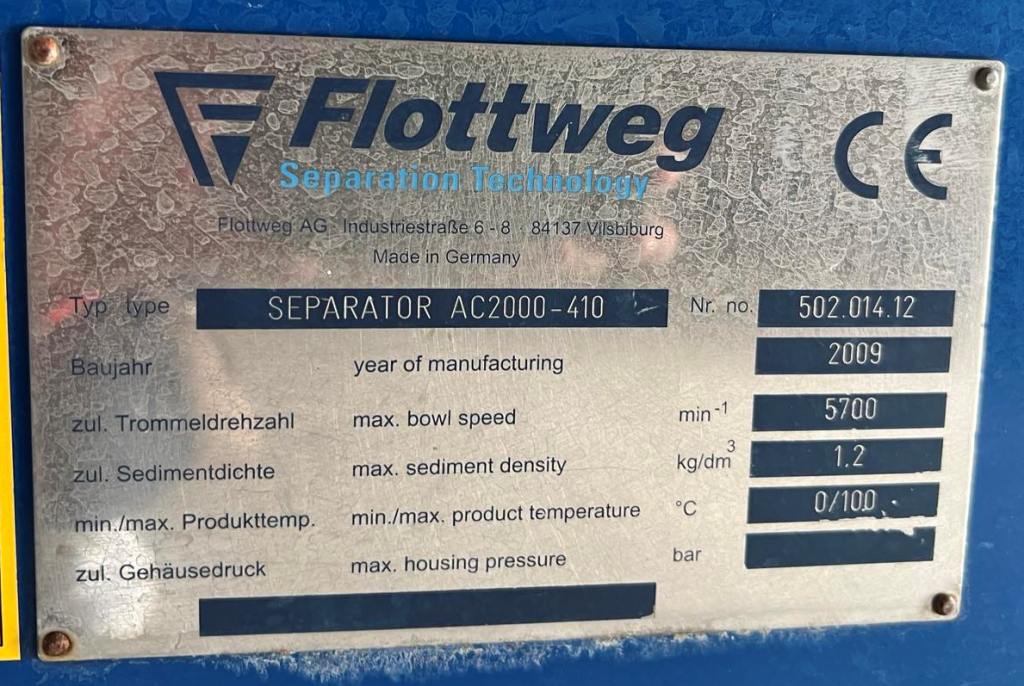 Flottweg CE
Separation Technology
Flottweg AG · Industriestraße 6 - 8 · 84137 Vilsbiburg
Made in Germany
Typ type SEPARATOR AC2000-410 Nr. no. 502.014.12
Baujahr year of manufacturing 2009
zul. Trommeldrehzahl max. bowl speed min⁻¹ 5700
zul. Sedimentdichte max. sediment density kg/dm³ 1.2
min./max. Produkttemp. min./max. product temperature °C 0/100
zul. Gehäusedruck max. housing pressure bar